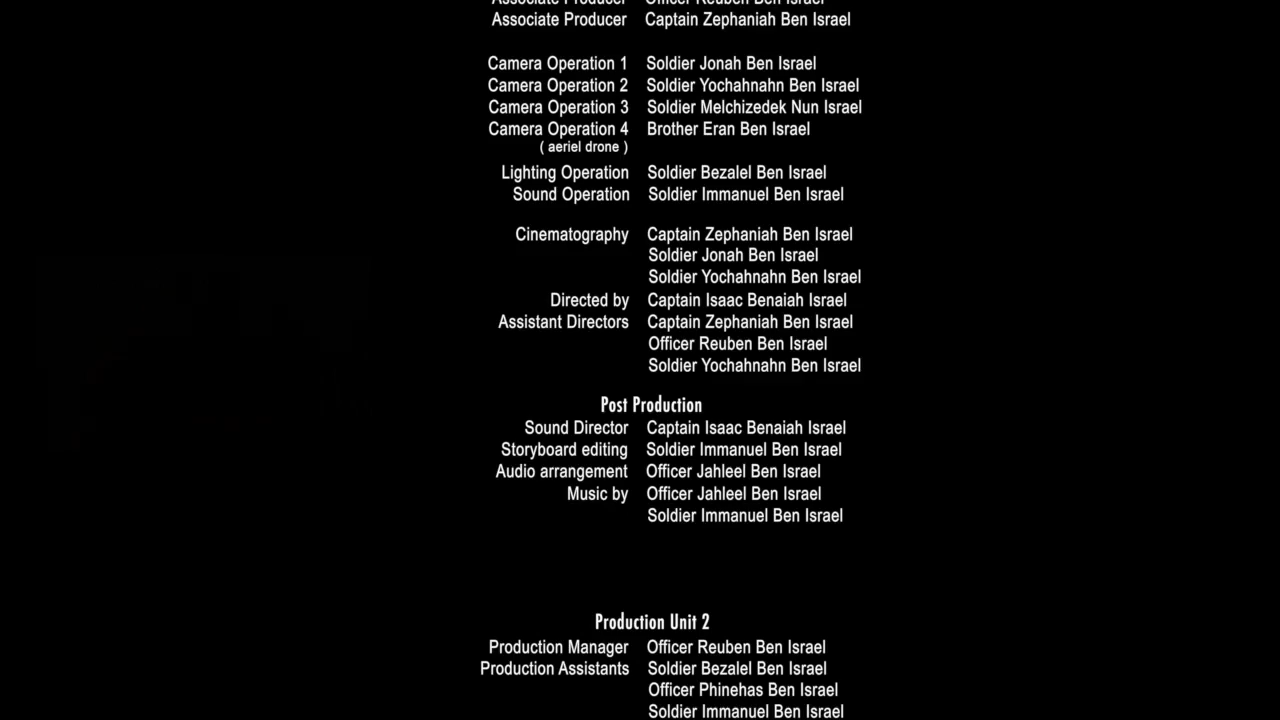 Associate Producer Officer Reuben Ben Israel
Associate Producer Captain Zephaniah Ben Israel
Camera Operation 1 Soldier Jonah Ben Israel
Camera Operation 2 Soldier Yochahnahn Ben Israel
Camera Operation 3 Soldier Melchizedek Nun Israel
Camera Operation 4 Brother Eran Ben Israel
( aeriel drone )
Lighting Operation Soldier Bezalel Ben Israel
Sound Operation Soldier Immanuel Ben Israel
Cinematography Captain Zephaniah Ben Israel
Soldier Jonah Ben Israel
Soldier Yochahnahn Ben Israel
Directed by Captain Isaac Benaiah Israel
Assistant Directors Captain Zephaniah Ben Israel
Officer Reuben Ben Israel
Soldier Yochahnahn Ben Israel
Post Production
Sound Director Captain Isaac Benaiah Israel
Storyboard editing Soldier Immanuel Ben Israel
Audio arrangement Officer Jahleel Ben Israel
Music by Officer Jahleel Ben Israel
Soldier Immanuel Ben Israel
Production Unit 2
Production Manager Officer Reuben Ben Israel
Production Assistants Soldier Bezalel Ben Israel
Officer Phinehas Ben Israel
Soldier Immanuel Ben Israel